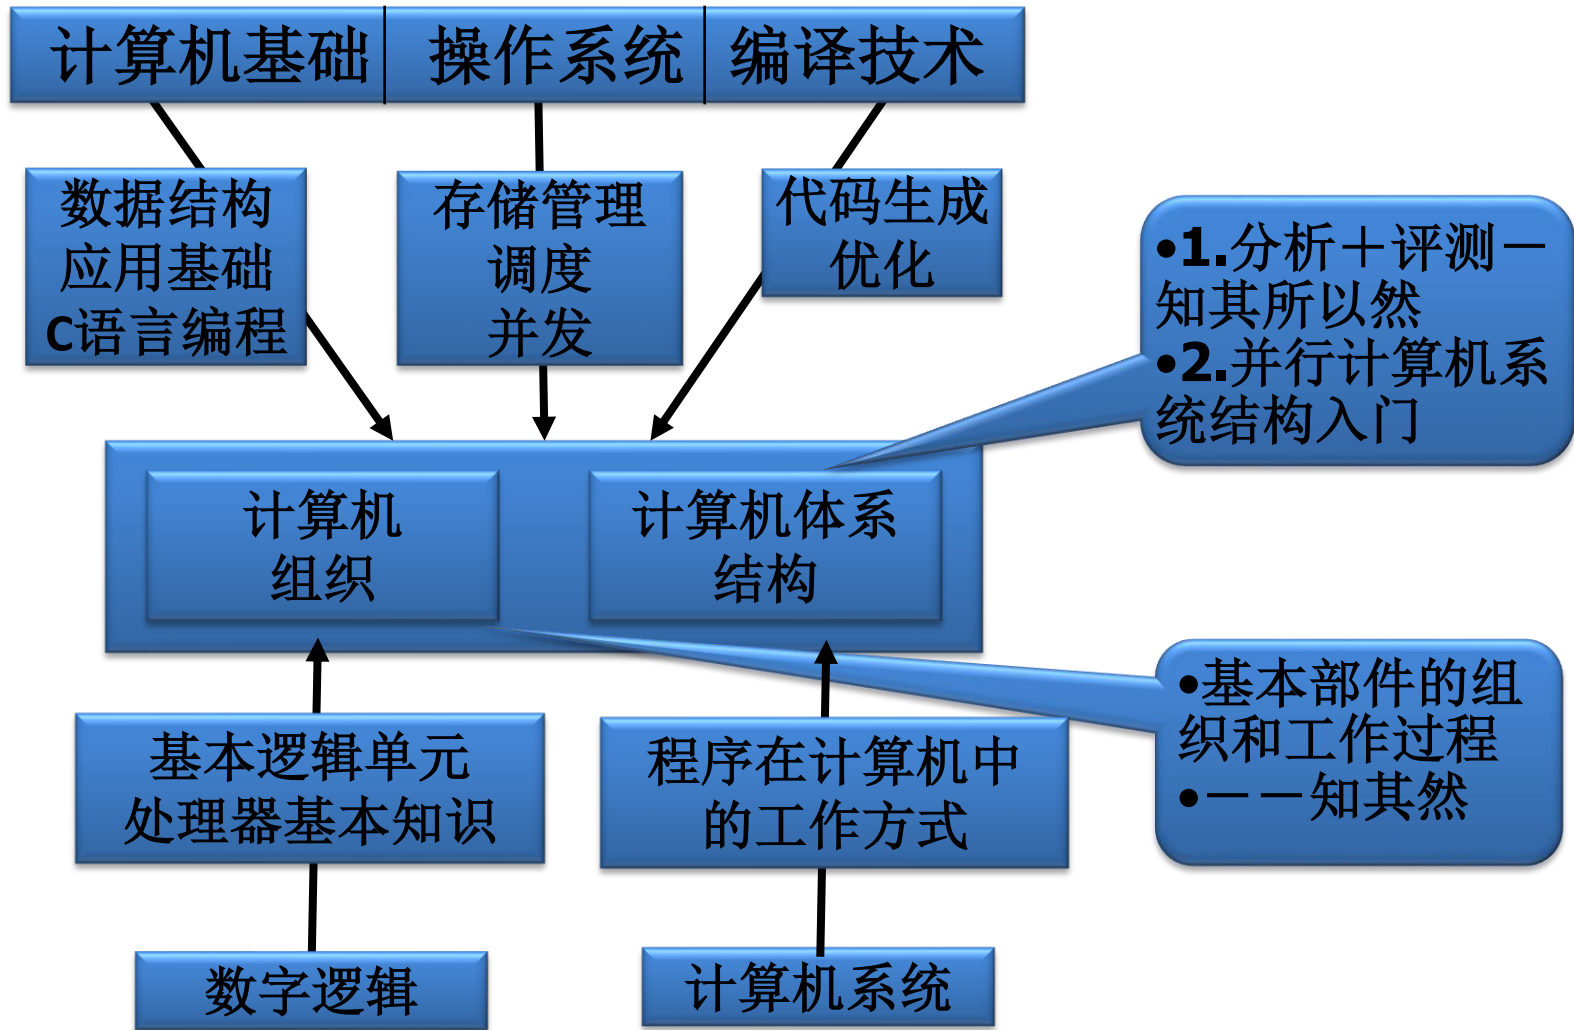 计算机基础
操作系统
编译技术
数据结构
应用基础
C语言编程
存储管理
调度
并发
代码生成
优化
•1.分析＋评测－
知其所以然
•2.并行计算机系
统结构入门
计算机
组织
计算机体系
结构
•基本部件的组
织和工作过程
•－－知其然
基本逻辑单元
处理器基本知识
程序在计算机中
的工作方式
数字逻辑
计算机系统